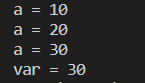 a = 10
a = 20
a = 30
var = 30